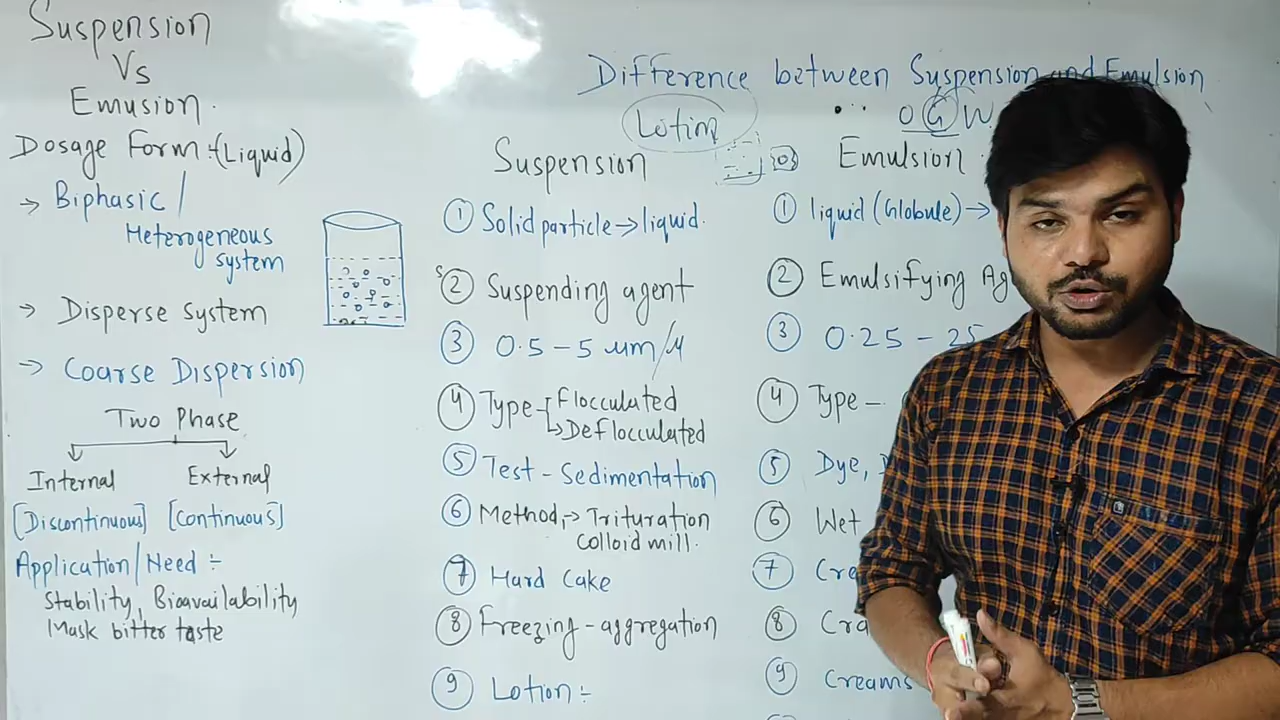 Suspension
Vs
Emusion.
Dosage Form:-(Liquid)
→ Biphasic /
Heterogeneous
system
→ Disperse system
→ Coarse Dispersion
Two Phase
Internal External
[Discontinuous] [Continuous]
Application/Need :-
Stability, Bioavailability
Mask bitter taste
Difference between Suspension and Emulsion
Lotion
O G W
Suspension
① Solid particle → liquid.
② Suspending agent
③ 0.5 - 5 μm/μ
④ Type - Flocculated
→ Deflocculated
⑤ Test - Sedimentation
⑥ Method, → Trituration
Colloid mill.
⑦ Hard Cake
⑧ Freezing - aggregation
⑨ Lotion :-
Emulsion
① liquid (Globule) →
② Emulsifying Ag
③ 0.25 - 25
④ Type -
⑤ Dye,
⑥ Wet
⑦ Cre
⑧ Cra
⑨ Creams